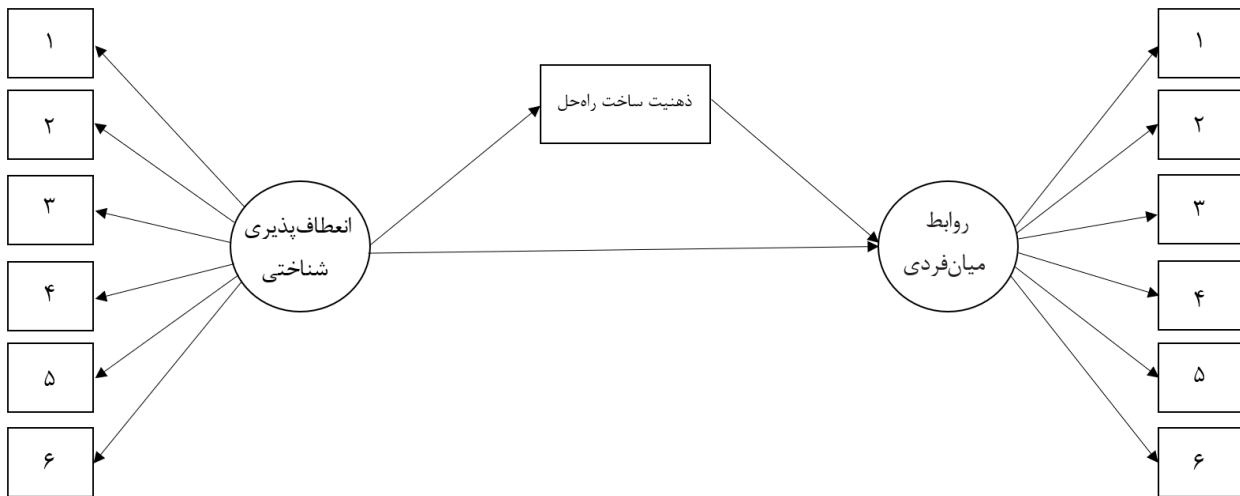 ۱
۲
۳
۴
۵
۶
ذهنیت ساخت راه‌حل
انعطاف‌پذیری
شناختی
روابط
میان‌فردی
۱
۲
۳
۴
۵
۶